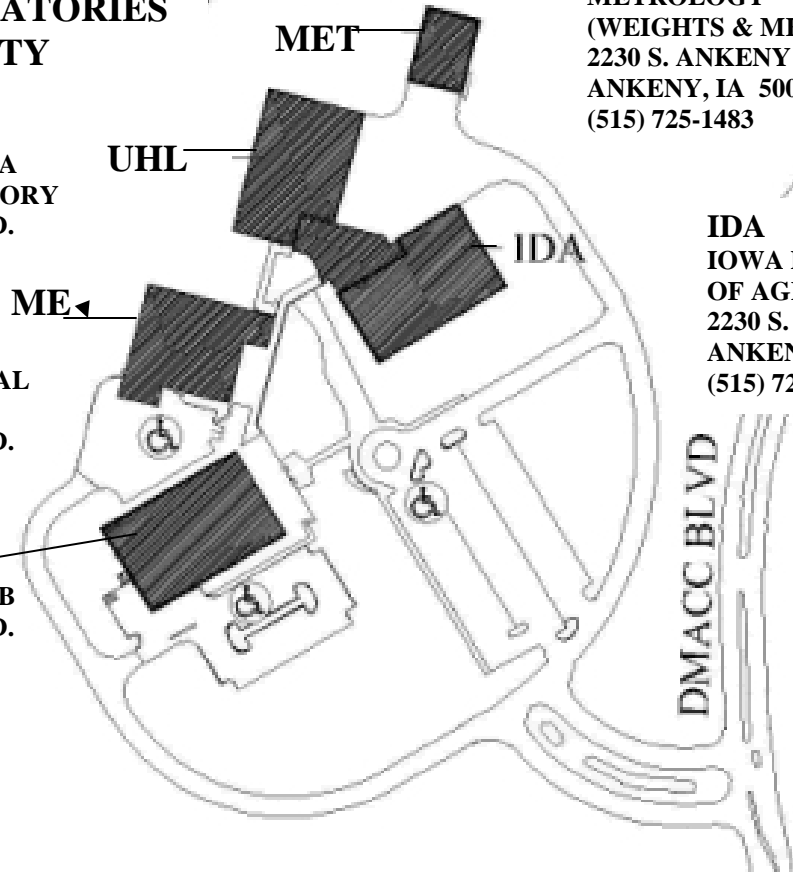 ATORIES
TY
MET
METROLOGY
(WEIGHTS & ME
2230 S. ANKENY
ANKENY, IA 500
(515) 725-1483
UHL
A
ORY
D.
IDA
IDA
IOWA
OF AG
2230 S.
ANKEN
(515) 72
ME
AL
D.
B
D.
DMACC BLVD